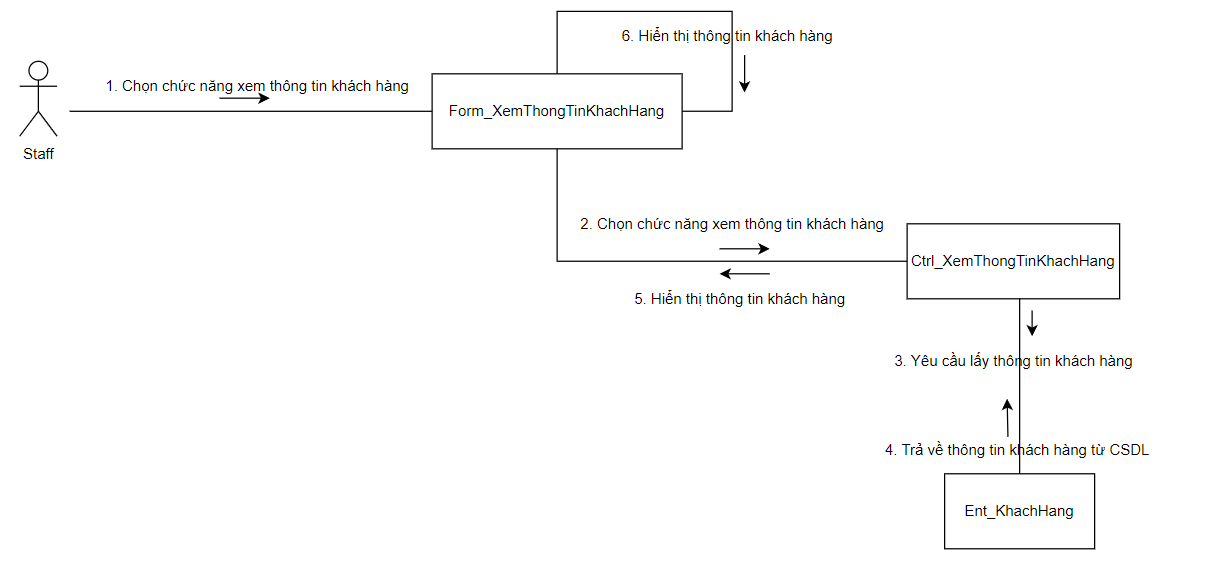 6. Hiển thị thông tin khách hàng
1. Chọn chức năng xem thông tin khách hàng
Form_XemThongTinKhachHang
Staff
2. Chọn chức năng xem thông tin khách hàng
Ctrl_XemThongTinKhachHang
5. Hiển thị thông tin khách hàng
3. Yêu cầu lấy thông tin khách hàng
4. Trả về thông tin khách hàng từ CSDL
Ent_KhachHang